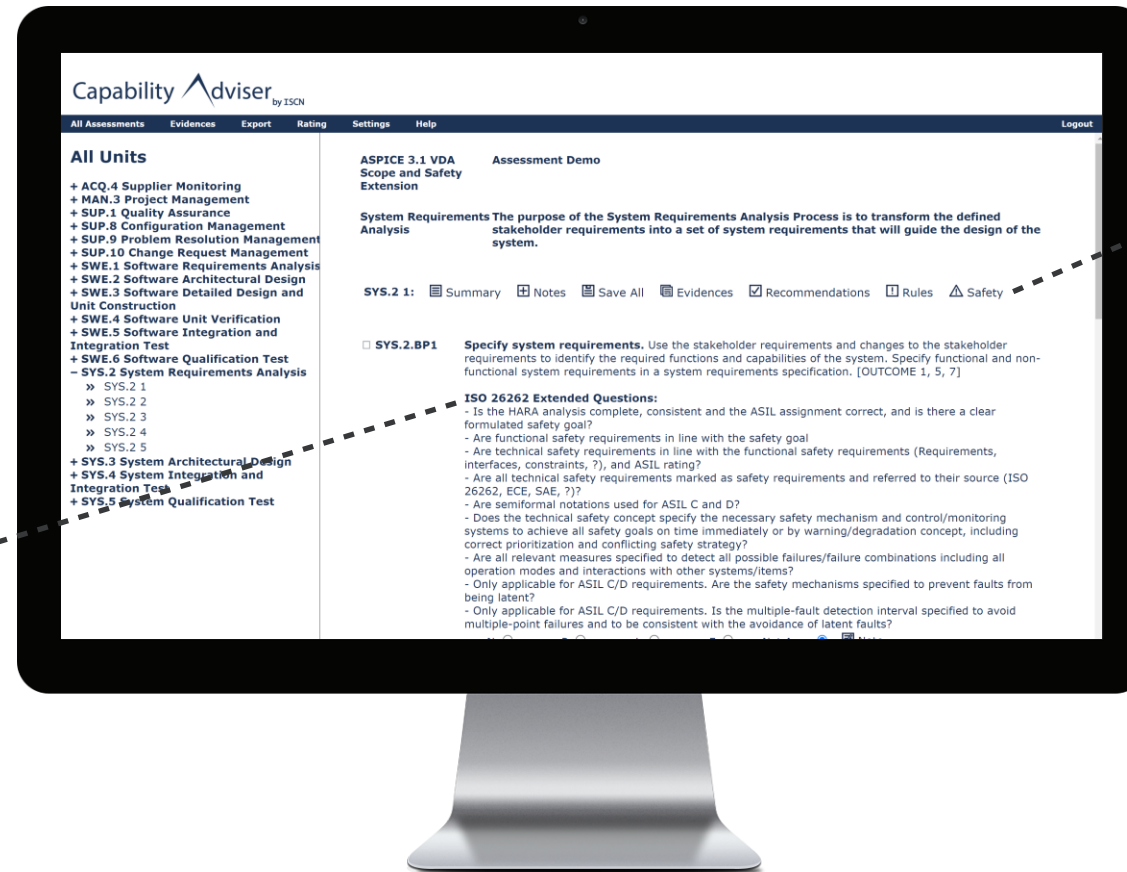 Capability Adviser by ISCN
All Assessments Evidences Export Rating Settings Help Logout
All Units
+ ACQ.4 Supplier Monitoring
+ MAN.3 Project Management
+ SUP.1 Quality Assurance
+ SUP.8 Configuration Management
+ SUP.9 Problem Resolution Management
+ SUP.10 Change Request Management
+ SWE.1 Software Requirements Analysis
+ SWE.2 Software Architectural Design
+ SWE.3 Software Detailed Design and
Unit Construction
+ SWE.4 Software Unit Verification
+ SWE.5 Software Integration and
Integration Test
+ SWE.6 Software Qualification Test
– SYS.2 System Requirements Analysis
» SYS.2 1
» SYS.2 2
» SYS.2 3
» SYS.2 4
» SYS.2 5
+ SYS.3 System Architectural Design
+ SYS.4 System Integration and
Integration Test
+ SYS.5 System Qualification Test
ASPICE 3.1 VDA
Scope and Safety
Extension
Assessment Demo
System Requirements
Analysis
The purpose of the System Requirements Analysis Process is to transform the defined
stakeholder requirements into a set of system requirements that will guide the design of the
system.
SYS.2 1: Summary Notes Save All Evidences Recommendations Rules Safety
SYS.2.BP1
Specify system requirements. Use the stakeholder requirements and changes to the stakeholder
requirements to identify the required functions and capabilities of the system. Specify functional and non-
functional system requirements in a system requirements specification. [OUTCOME 1, 5, 7]
ISO 26262 Extended Questions:
- Is the HARA analysis complete, consistent and the ASIL assignment correct, and is there a clear
formulated safety goal?
- Are functional safety requirements in line with the safety goal
- Are technical safety requirements in line with the functional safety requirements (Requirements,
interfaces, constraints, ?), and ASIL rating?
- Are all technical safety requirements marked as safety requirements and referred to their source (ISO
26262, ECE, SAE, ?)?
- Are semiformal notations used for ASIL C and D?
- Does the technical safety concept specify the necessary safety mechanism and control/monitoring
systems to achieve all safety goals on time immediately or by warning/degradation concept, including
correct prioritization and conflicting safety strategy?
- Are all relevant measures specified to detect all possible failures/failure combinations including all
operation modes and interactions with other systems/items?
- Only applicable for ASIL C/D requirements. Are the safety mechanisms specified to prevent faults from
being latent?
- Only applicable for ASIL C/D requirements. Is the multiple-fault detection interval specified to avoid
multiple-point failures and to be consistent with the avoidance of latent faults?